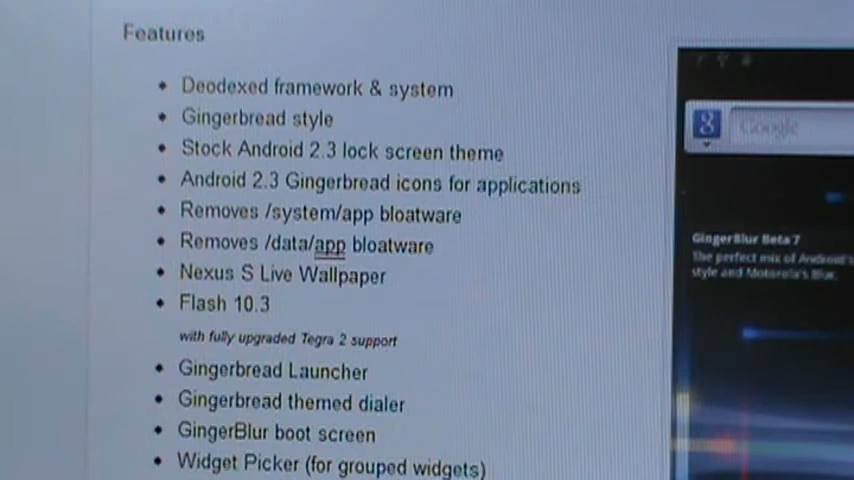 Features
Deodexed framework & system
Gingerbread style
Stock Android 2.3 lock screen theme
Android 2.3 Gingerbread icons for applications
Removes /system/app bloatware
Removes /data/app bloatware
Nexus S Live Wallpaper
Flash 10.3
with fully upgraded Tegra 2 support
Gingerbread Launcher
Gingerbread themed dialer
GingerBlur boot screen
Widget Picker (for grouped widgets)
Google
GingerBlur Beta 7
The perfect mix of Android's
style and Motorola's Blur.